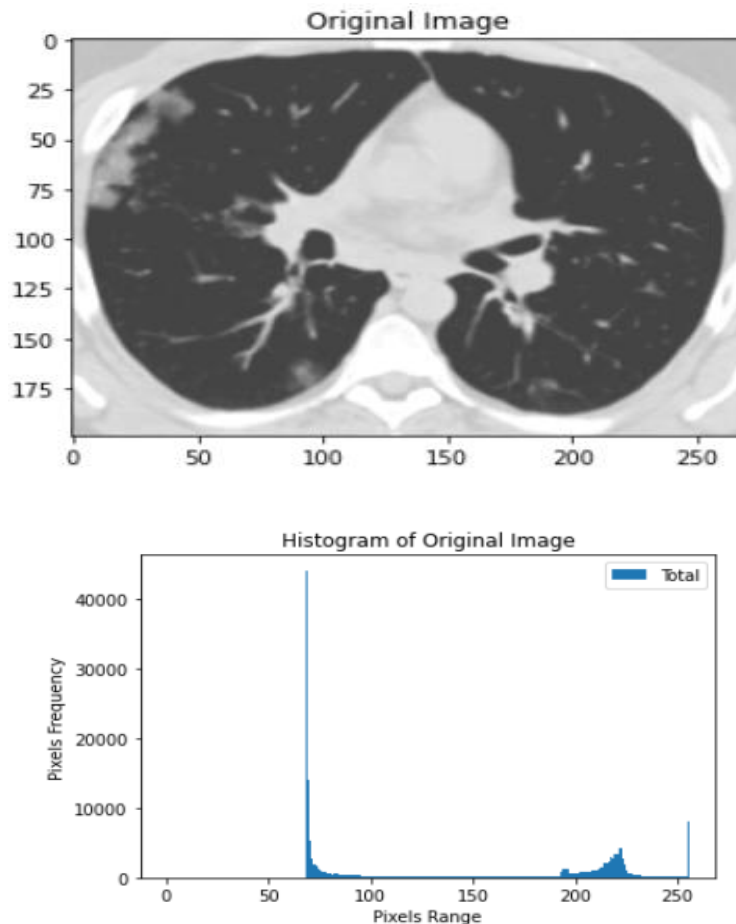 Original Image
0
25
50
75
100
125
150
175
0 50 100 150 200 250
Histogram of Original Image
Total
40000
30000
20000
10000
0
Pixels Frequency
0 50 100 150 200 250
Pixels Range